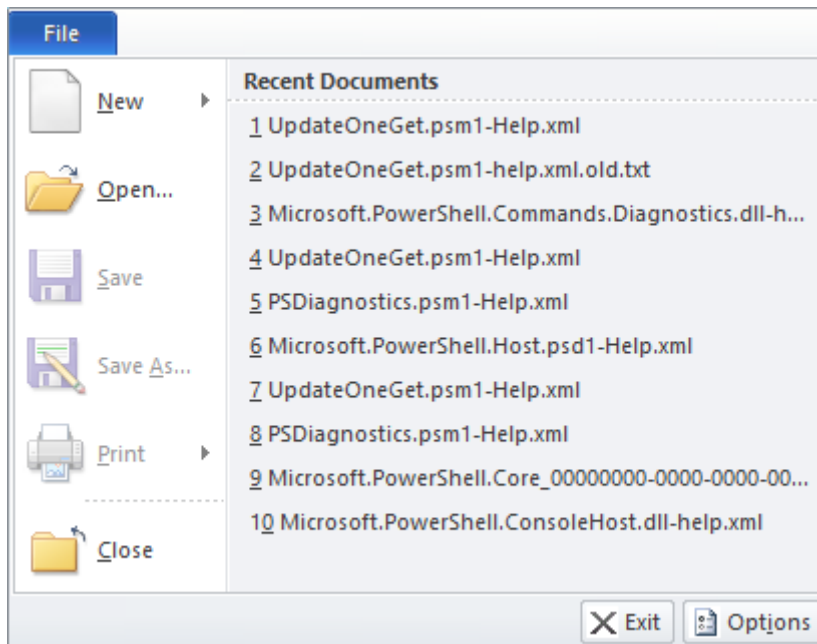 File
New
Open...
Save
Save As...
Print
Close
Recent Documents
1 UpdateOneGet.psm1-Help.xml
2 UpdateOneGet.psm1-help.xml.old.txt
3 Microsoft.PowerShell.Commands.Diagnostics.dll-h...
4 UpdateOneGet.psm1-Help.xml
5 PSDiagnostics.psm1-Help.xml
6 Microsoft.PowerShell.Host.psd1-Help.xml
7 UpdateOneGet.psm1-Help.xml
8 PSDiagnostics.psm1-Help.xml
9 Microsoft.PowerShell.Core_00000000-0000-0000-00...
10 Microsoft.PowerShell.ConsoleHost.dll-help.xml
Exit
Options